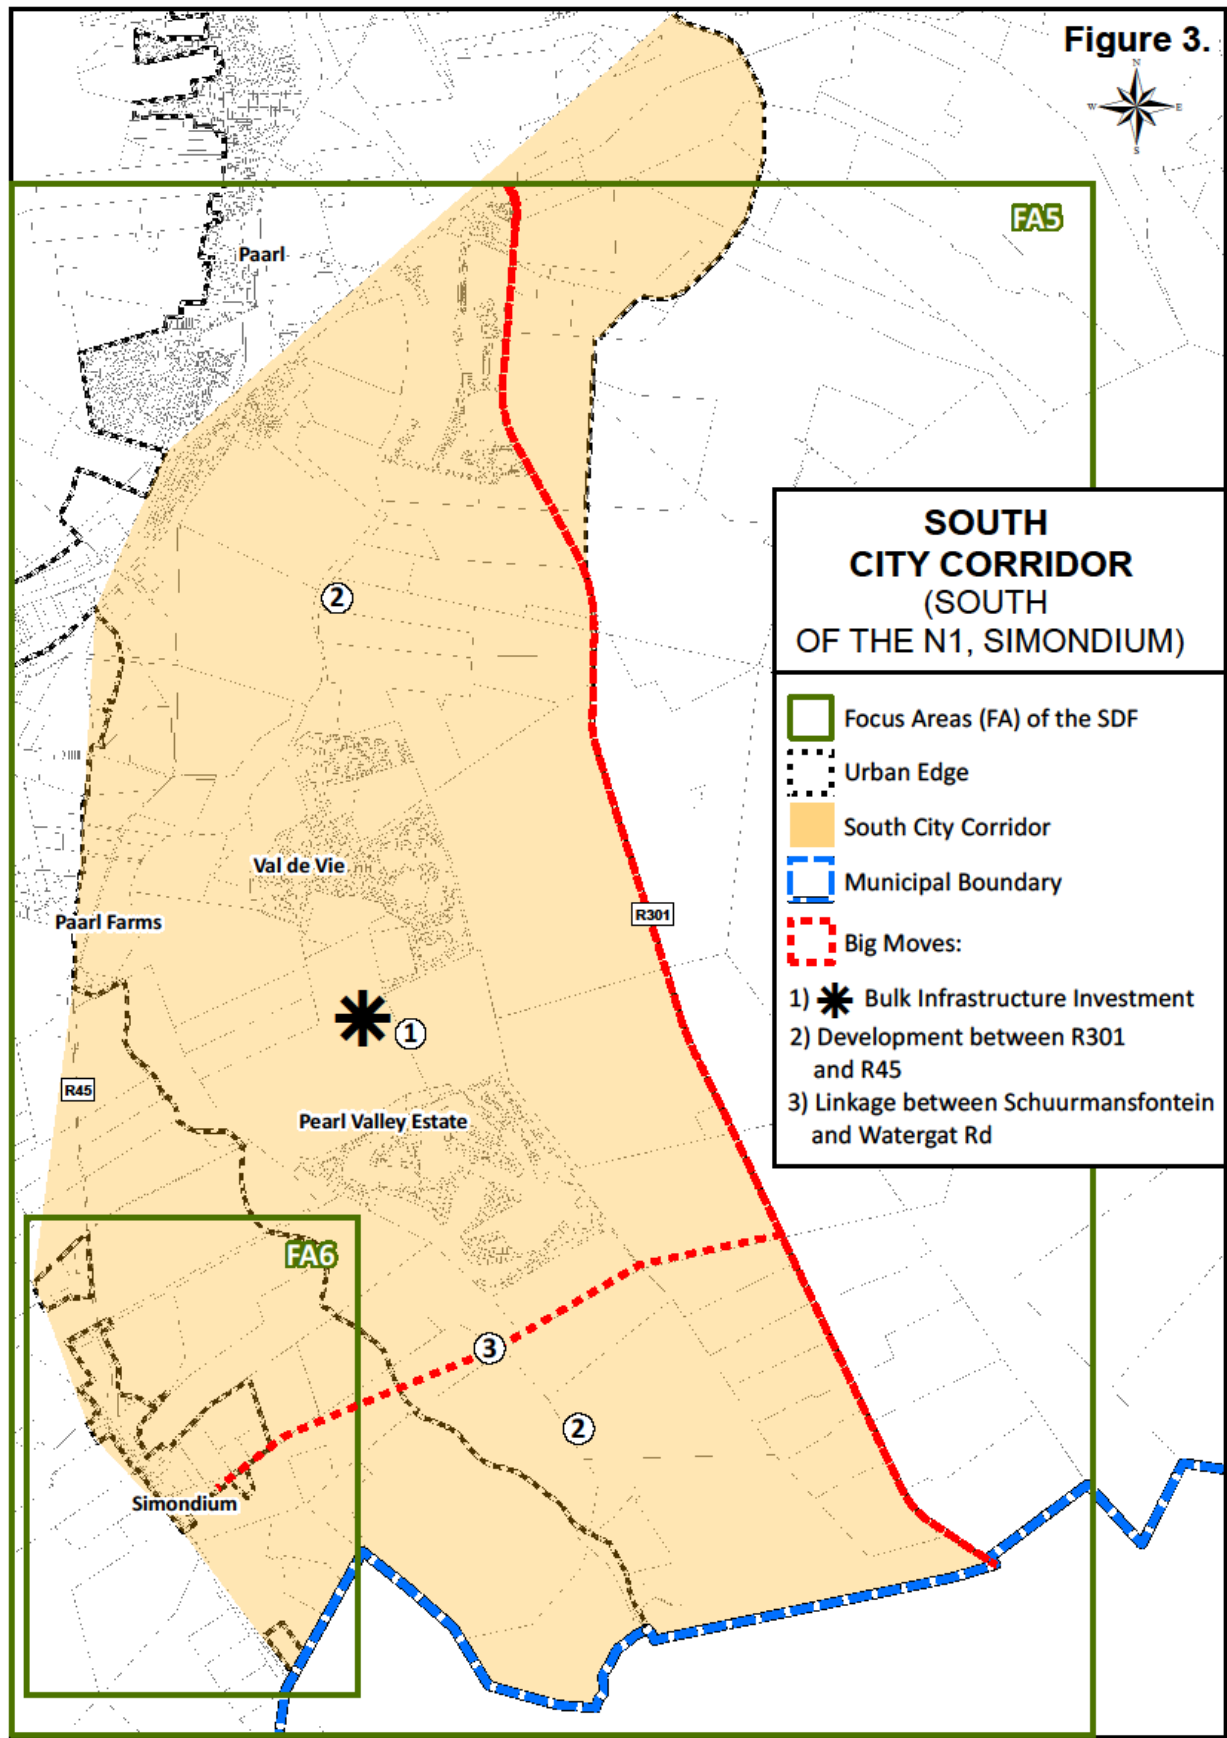 Figure 3.
N
W
E
S
FA5
Paarl
SOUTH
CITY CORRIDOR
(SOUTH
OF THE N1, SIMONDIUM)
Focus Areas (FA) of the SDF
Urban Edge
South City Corridor
Municipal Boundary
Big Moves:
1) Bulk Infrastructure Investment
2) Development between R301
and R45
3) Linkage between Schuurmansfontein
and Watergat Rd
2
Val de Vie
Paarl Farms
R301
1
R45
Pearl Valley Estate
FA6
3
2
Simondium